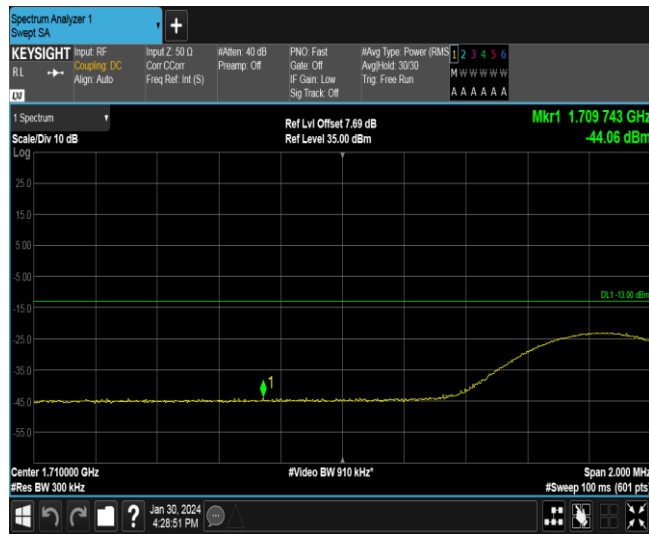 Spectrum Analyzer 1
Swept SA
KEYSIGHT
RL
LXI
Input: RF
Coupling: DC
Align: Auto
Input Z: 50 Ω
Corr CCorr
Freq Ref: Int (S)
#Atten: 40 dB
Preamp: Off
PNO: Fast
Gate: Off
IF Gain: Low
Sig Track: Off
#Avg Type: Power (RMS
Avg|Hold: 30/30
Trig: Free Run
1 2 3 4 5 6
M W W W W W
A A A A A A
1 Spectrum
Scale/Div 10 dB
Log
Ref Lvl Offset 7.69 dB
Ref Level 35.00 dBm
Mkr1 1.709 743 GHz
-44.06 dBm
25.0
15.0
5.00
-5.00
DL1 -13.00 dBm
-15.0
-25.0
-35.0
1
-45.0
-55.0
Center 1.710000 GHz
#Video BW 910 kHz*
Span 2.000 MHz
#Res BW 300 kHz
#Sweep 100 ms (601 pts
?
Jan 30, 2024
4:28:51 PM